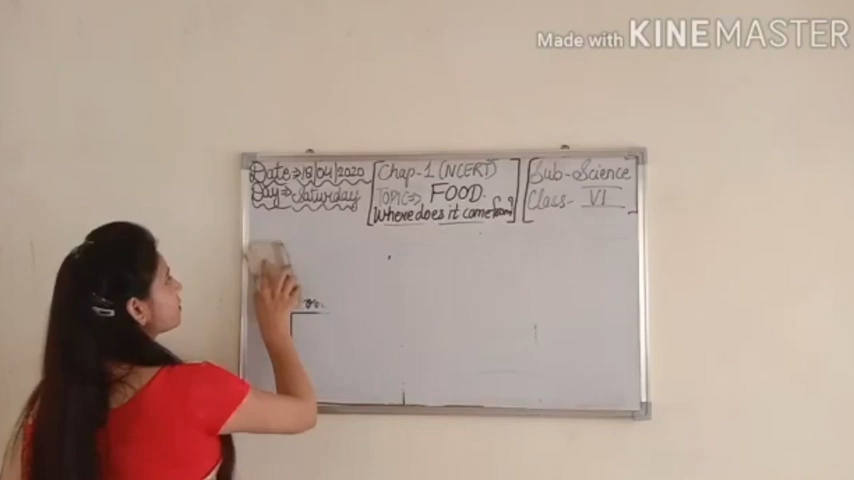 Made with KINEMASTER
Date ⇒ 18/04/2020
Day ⇒ Saturday
Chap-1 (NCERT)
TOPIC ⇒ FOOD.
Where does it come from?
Sub-Science
Class- VI